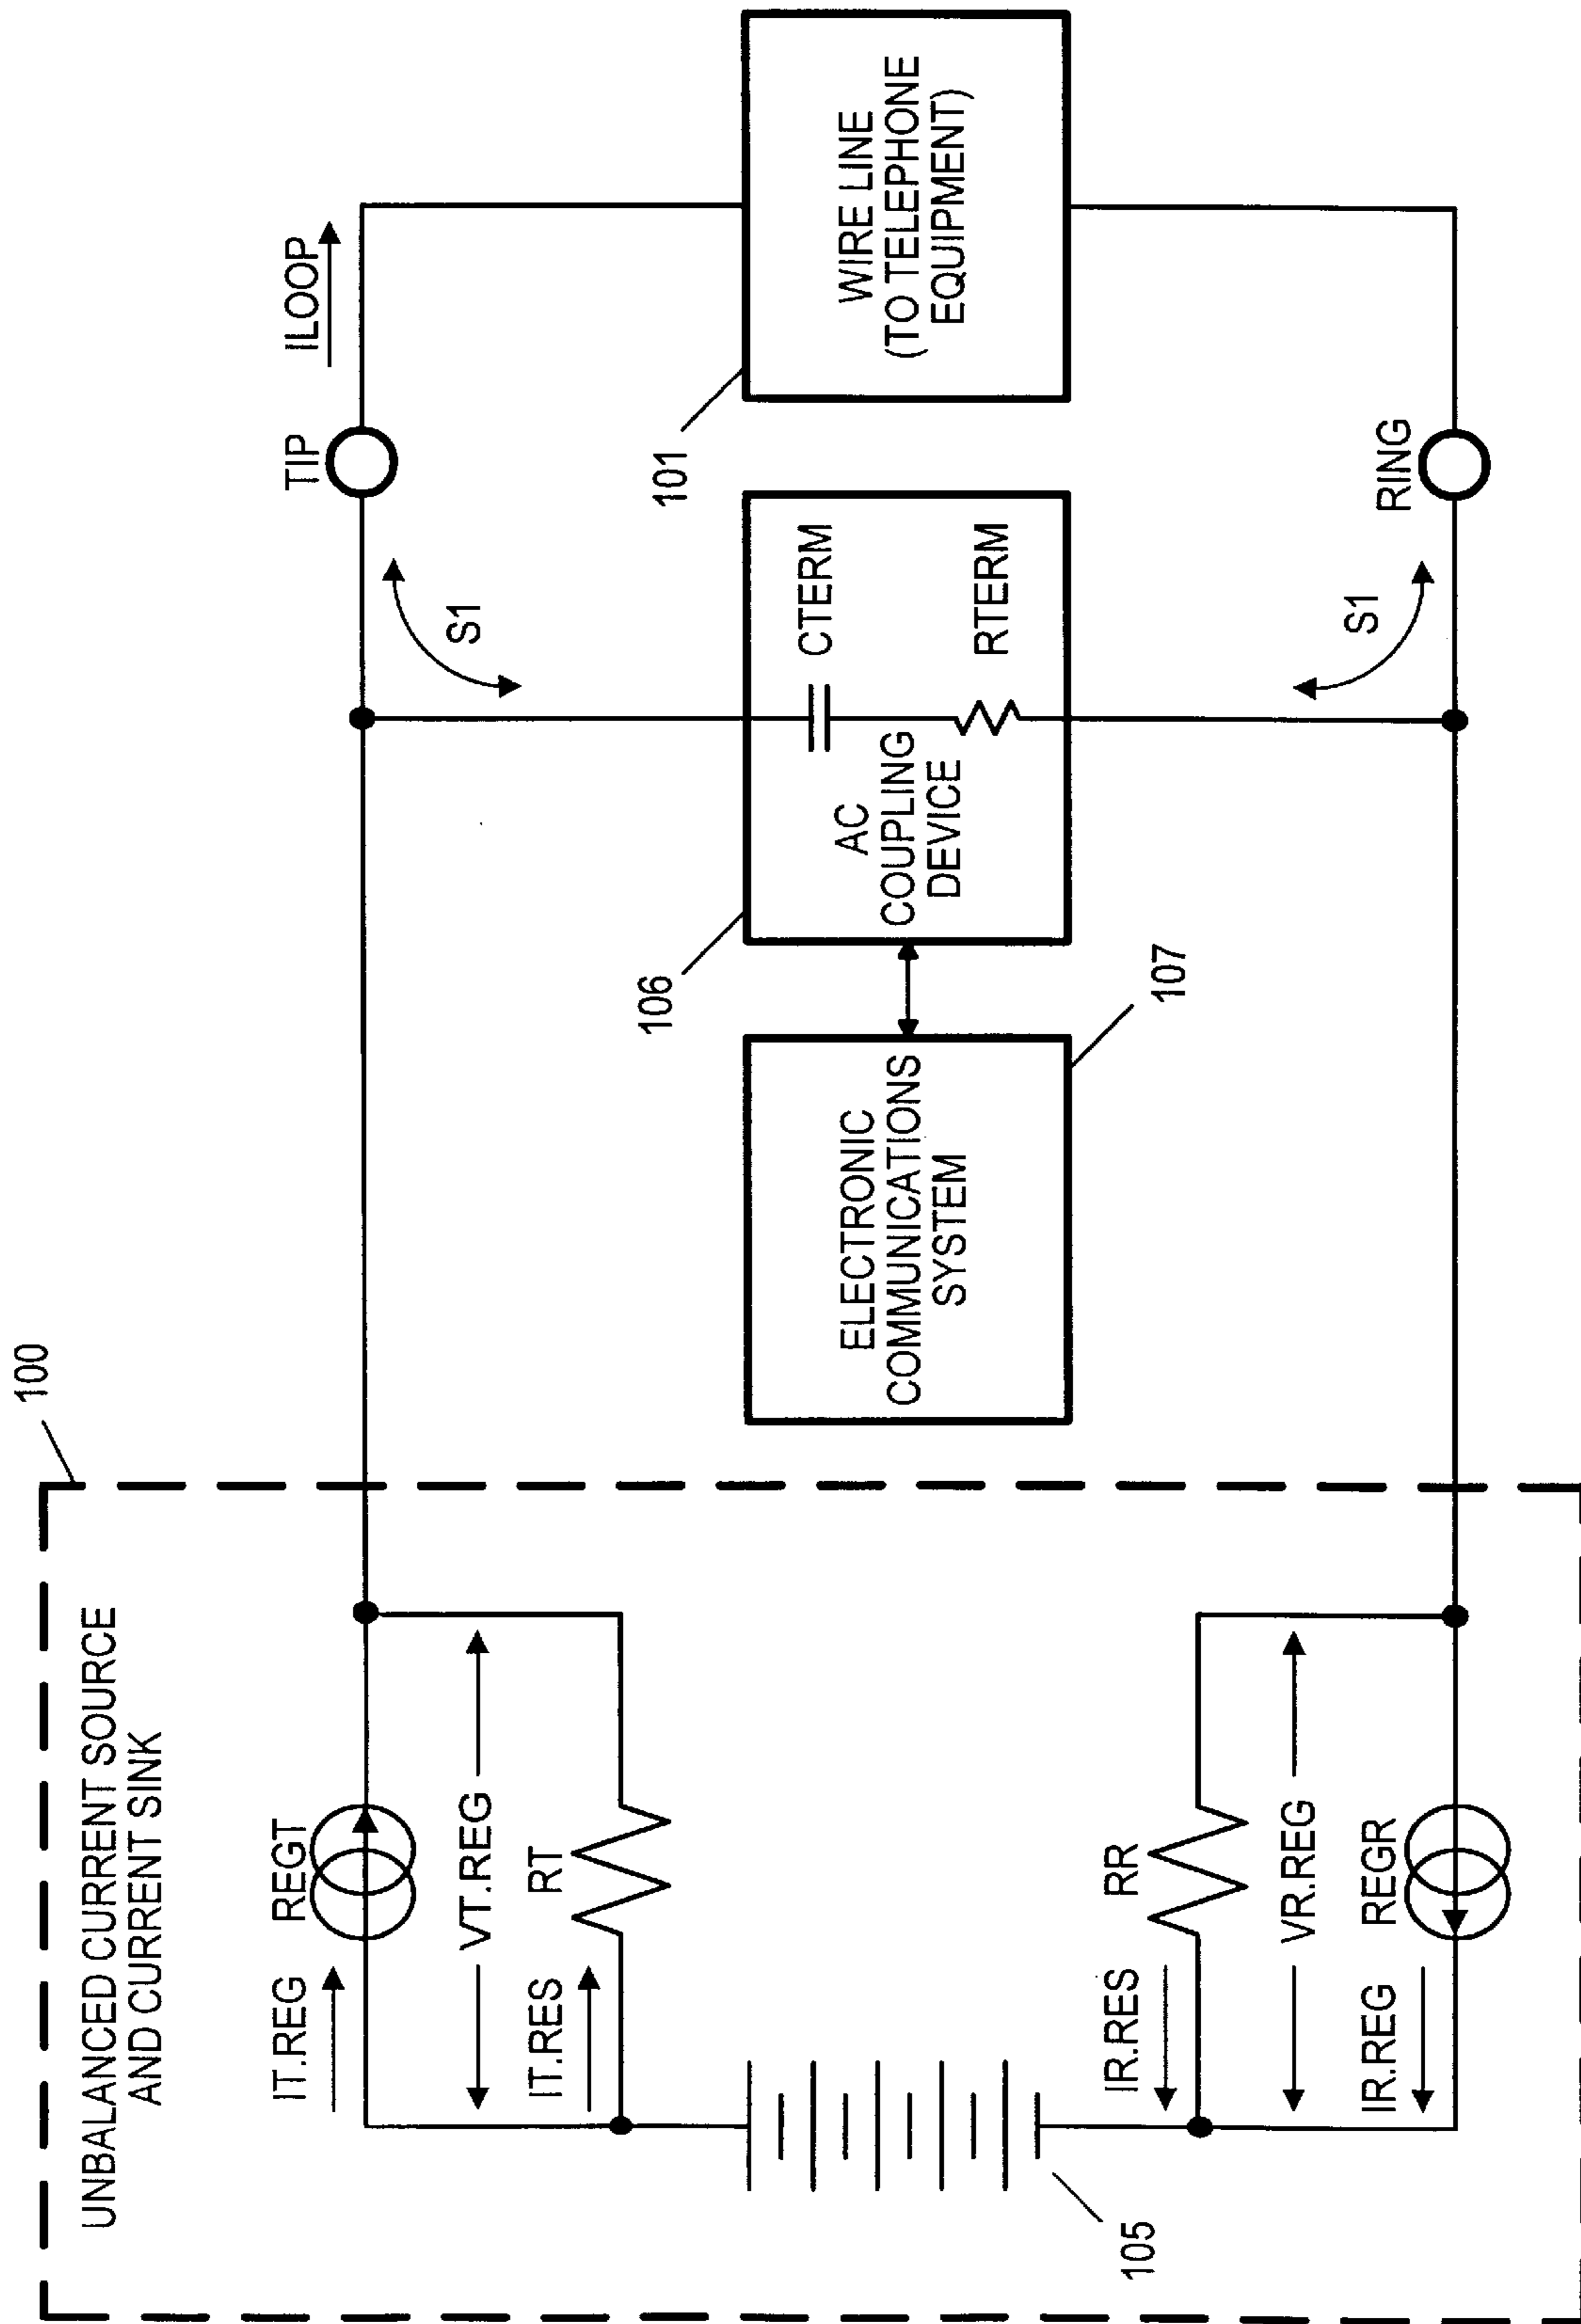 100
UNBALANCED CURRENT SOURCE
AND CURRENT SINK
IT.REG
REGT
VT.REG
IT.RES
RT
105
IR.RES
RR
VR.REG
IR.REG
REGR
TIP
ILOOP
S1
ELECTRONIC
COMMUNICATIONS
SYSTEM
107
106
AC
COUPLING
DEVICE
CTERM
RTERM
101
WIRE LINE
(TO TELEPHONE
EQUIPMENT)
S1
RING